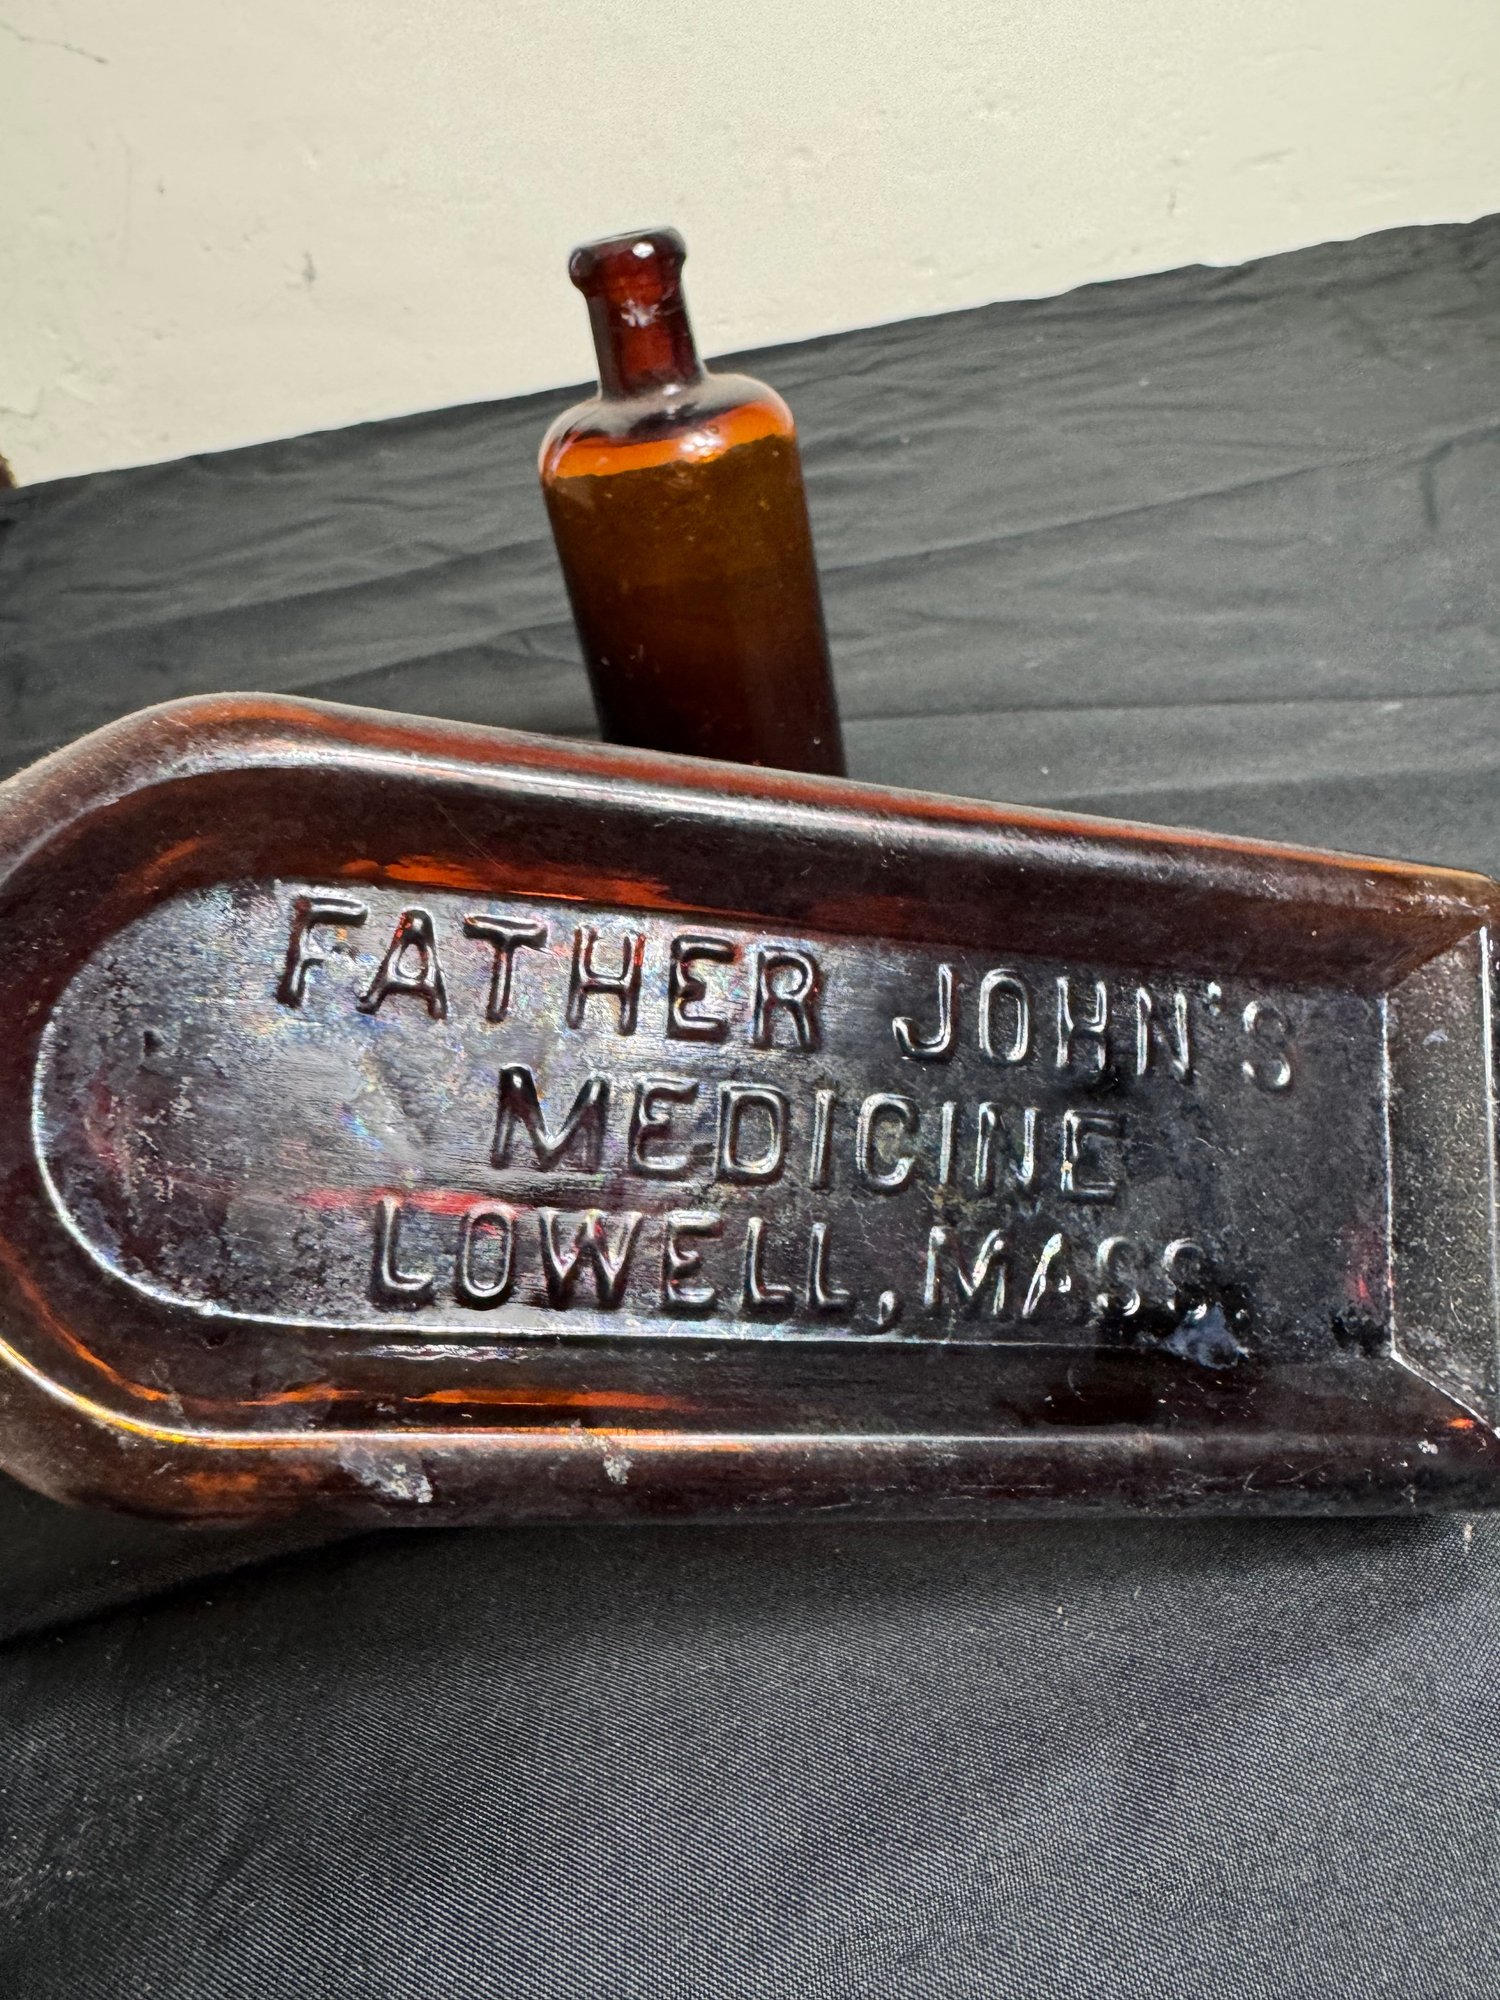 FATHER JOHN'S
MEDICINE
LOWELL, MASS.